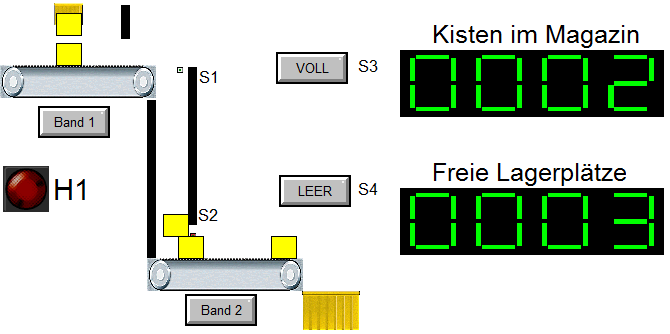 Kisten im Magazin
0002
VOLL S3
S1
Band 1
H1
Freie Lagerplätze
0003
LEER S4
S2
Band 2